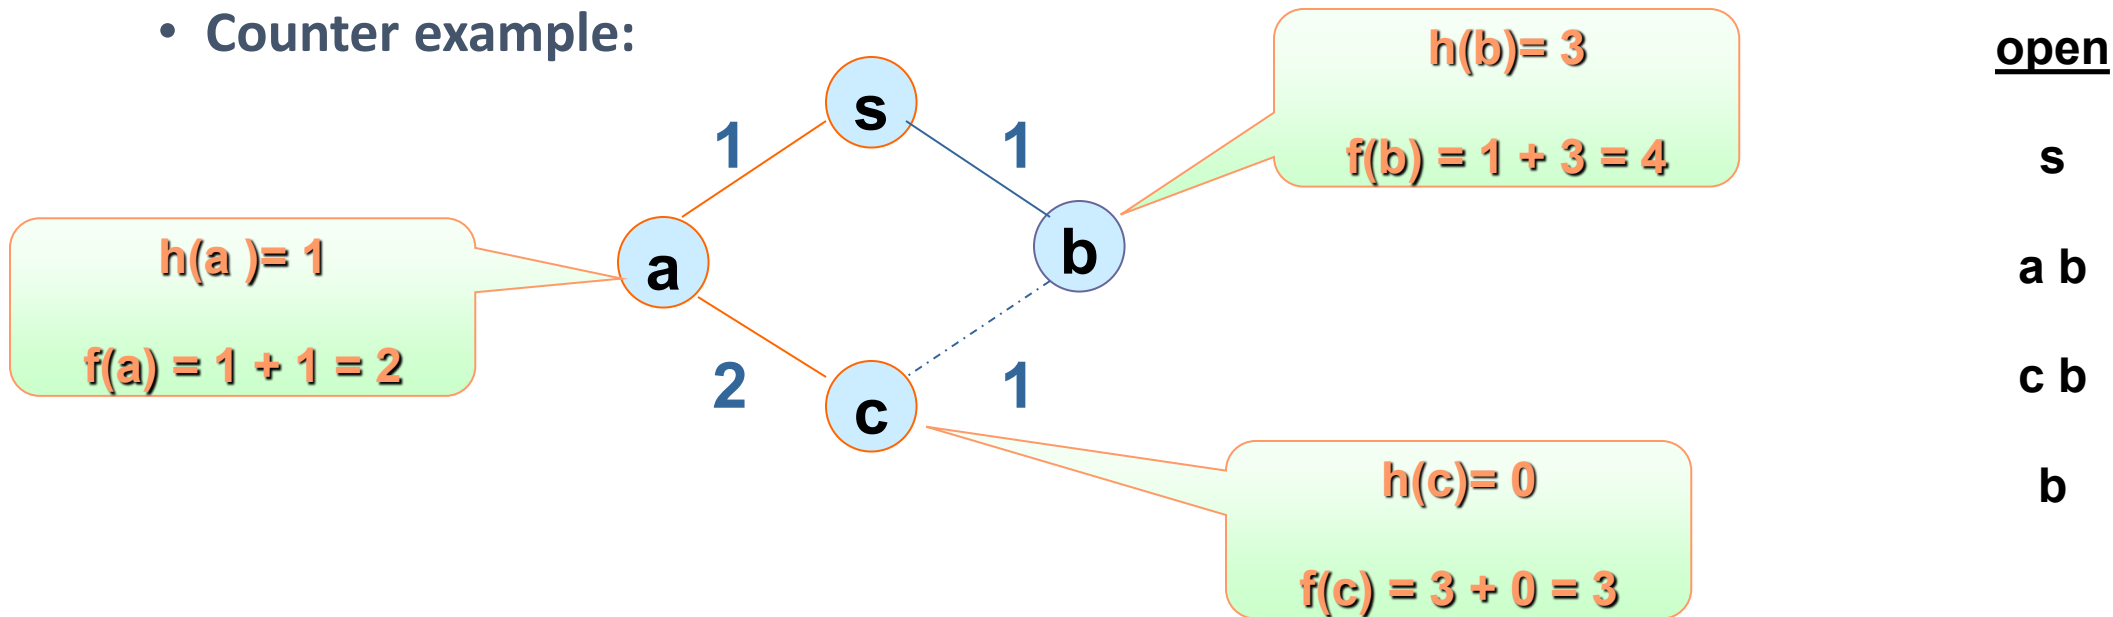 • Counter example:
s
1
1
a
b
2
1
c
h(a )= 1
f(a) = 1 + 1 = 2
h(b)= 3
f(b) = 1 + 3 = 4
h(c)= 0
f(c) = 3 + 0 = 3
open
s
a b
c b
b